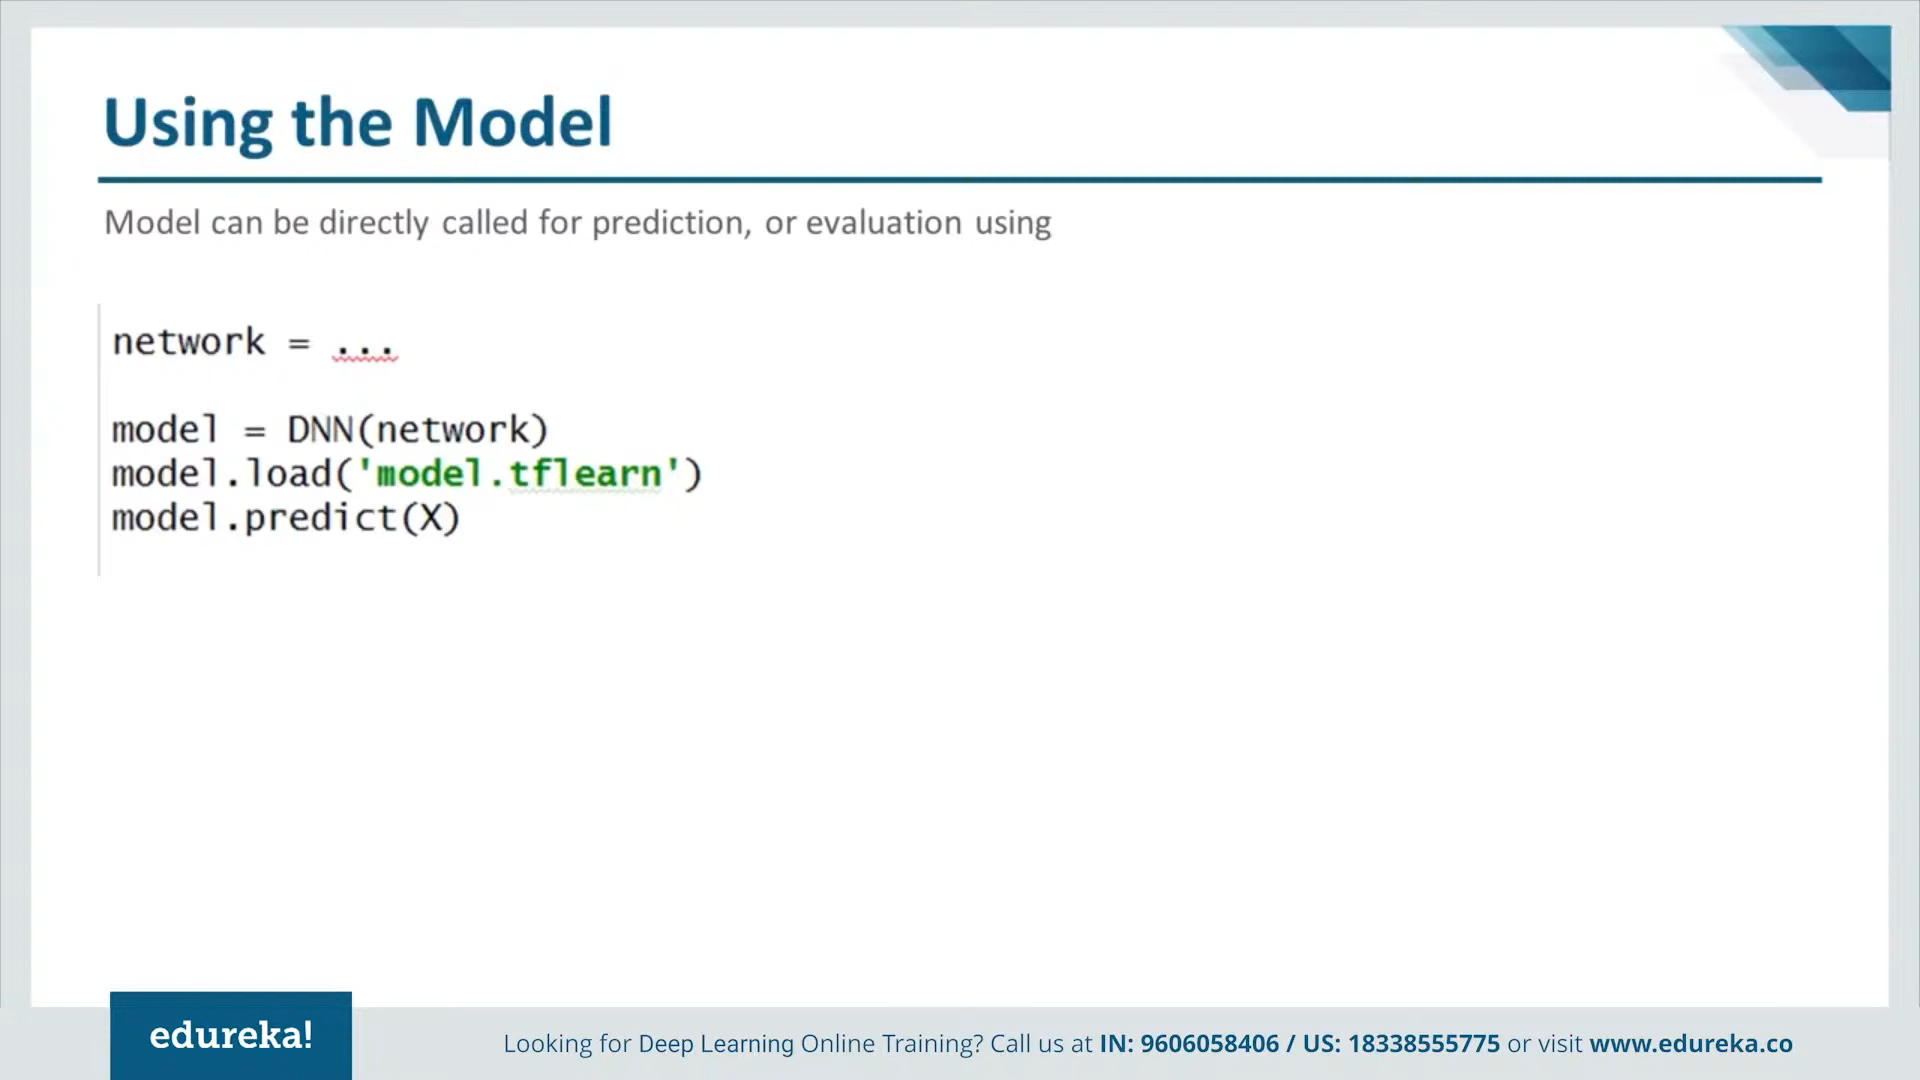 Using the Model
Model can be directly called for prediction, or evaluation using
network = ...
model = DNN(network)
model.load('model.tflearn')
model.predict(X)
edureka!
Looking for Deep Learning Online Training? Call us at IN: 9606058406 / US: 18338555775 or visit www.edureka.co